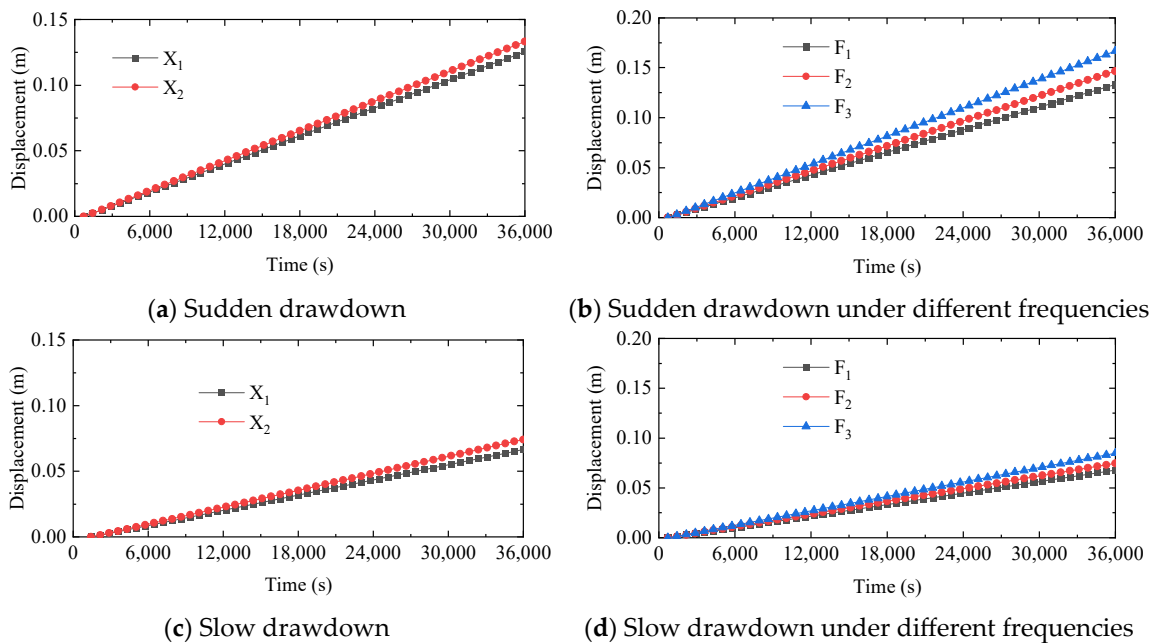 0.15
0.10
0.05
0.00
Displacement (m)
X1
X2
0 6,000 12,000 18,000 24,000 30,000 36,000
Time (s)
(a) Sudden drawdown
0.20
0.15
0.10
0.05
0.00
Displacement (m)
F1
F2
F3
0 6,000 12,000 18,000 24,000 30,000 36,000
Time (s)
(b) Sudden drawdown under different frequencies
0.15
0.10
0.05
0.00
Displacement (m)
X1
X2
0 6,000 12,000 18,000 24,000 30,000 36,000
Time (s)
(c) Slow drawdown
0.20
0.15
0.10
0.05
0.00
Displacement (m)
F1
F2
F3
0 6,000 12,000 18,000 24,000 30,000 36,000
Time (s)
(d) Slow drawdown under different frequencies